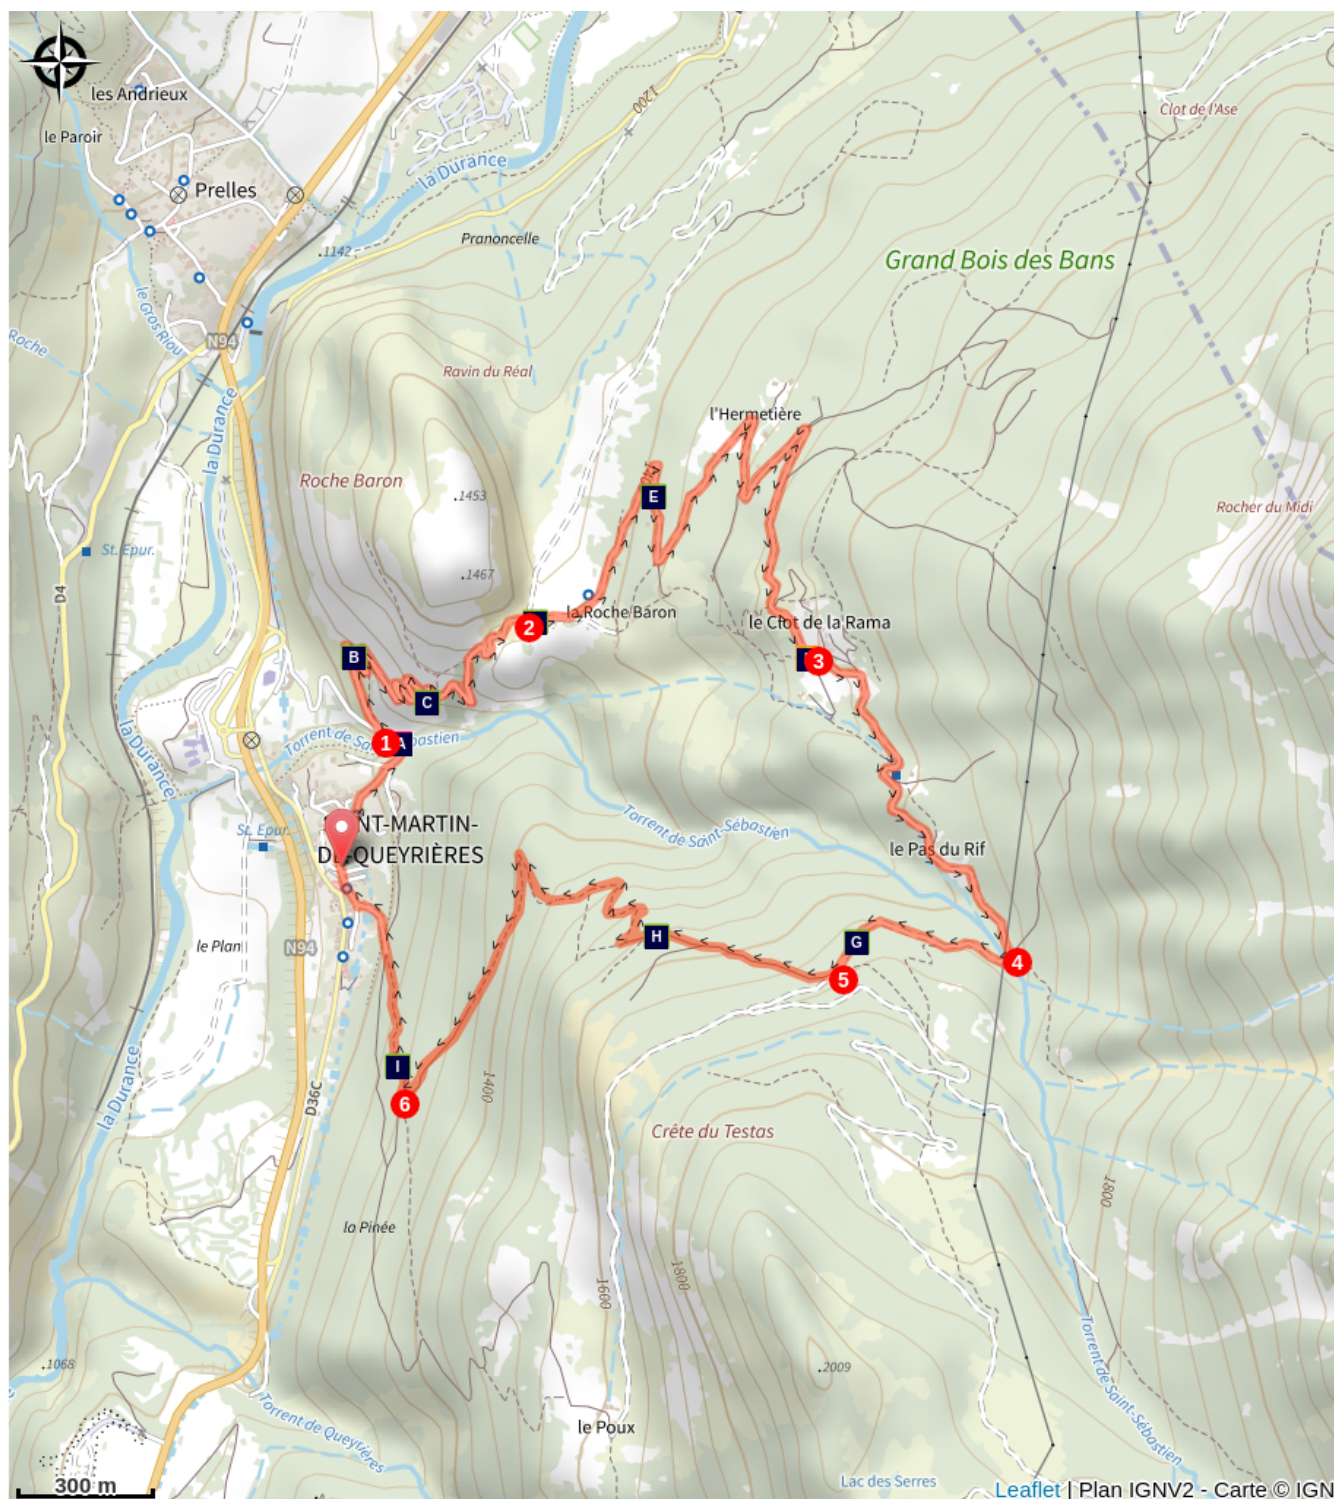 les Andrieux
le Paroir
Prelles
la Durance
1200
Clot de l'Ase
Pranoncelle
.1142
Grand Bois des Bans
le Gros Riou
Roche
N94
Ravin du Réal
la Durance
l'Hermetière
Roche Baron
.1453
E
Rocher du Midi
St. Epur.
D4
.1467
la Roche Baron
2
le Clot de la Rama
B
3
C
la Durance
1
A
Torrent de Saint-Sébastien
Torrent de Saint-Sébastien
St. Epur.
SAINT-MARTIN-
DE-QUEYRIÈRES
le Pas du Rif
le Plan
N94
H
G
4
5
la Durance
I
1400
D36C
6
Crête du Testas
la Pinée
1800
1600
1800
.1068
.2009
Torrent de Queyrières
le Poux
Torrent de Saint-Sébastien
Lac des Serres
300 m
Leaflet | Plan IGNV2 - Carte © IGN